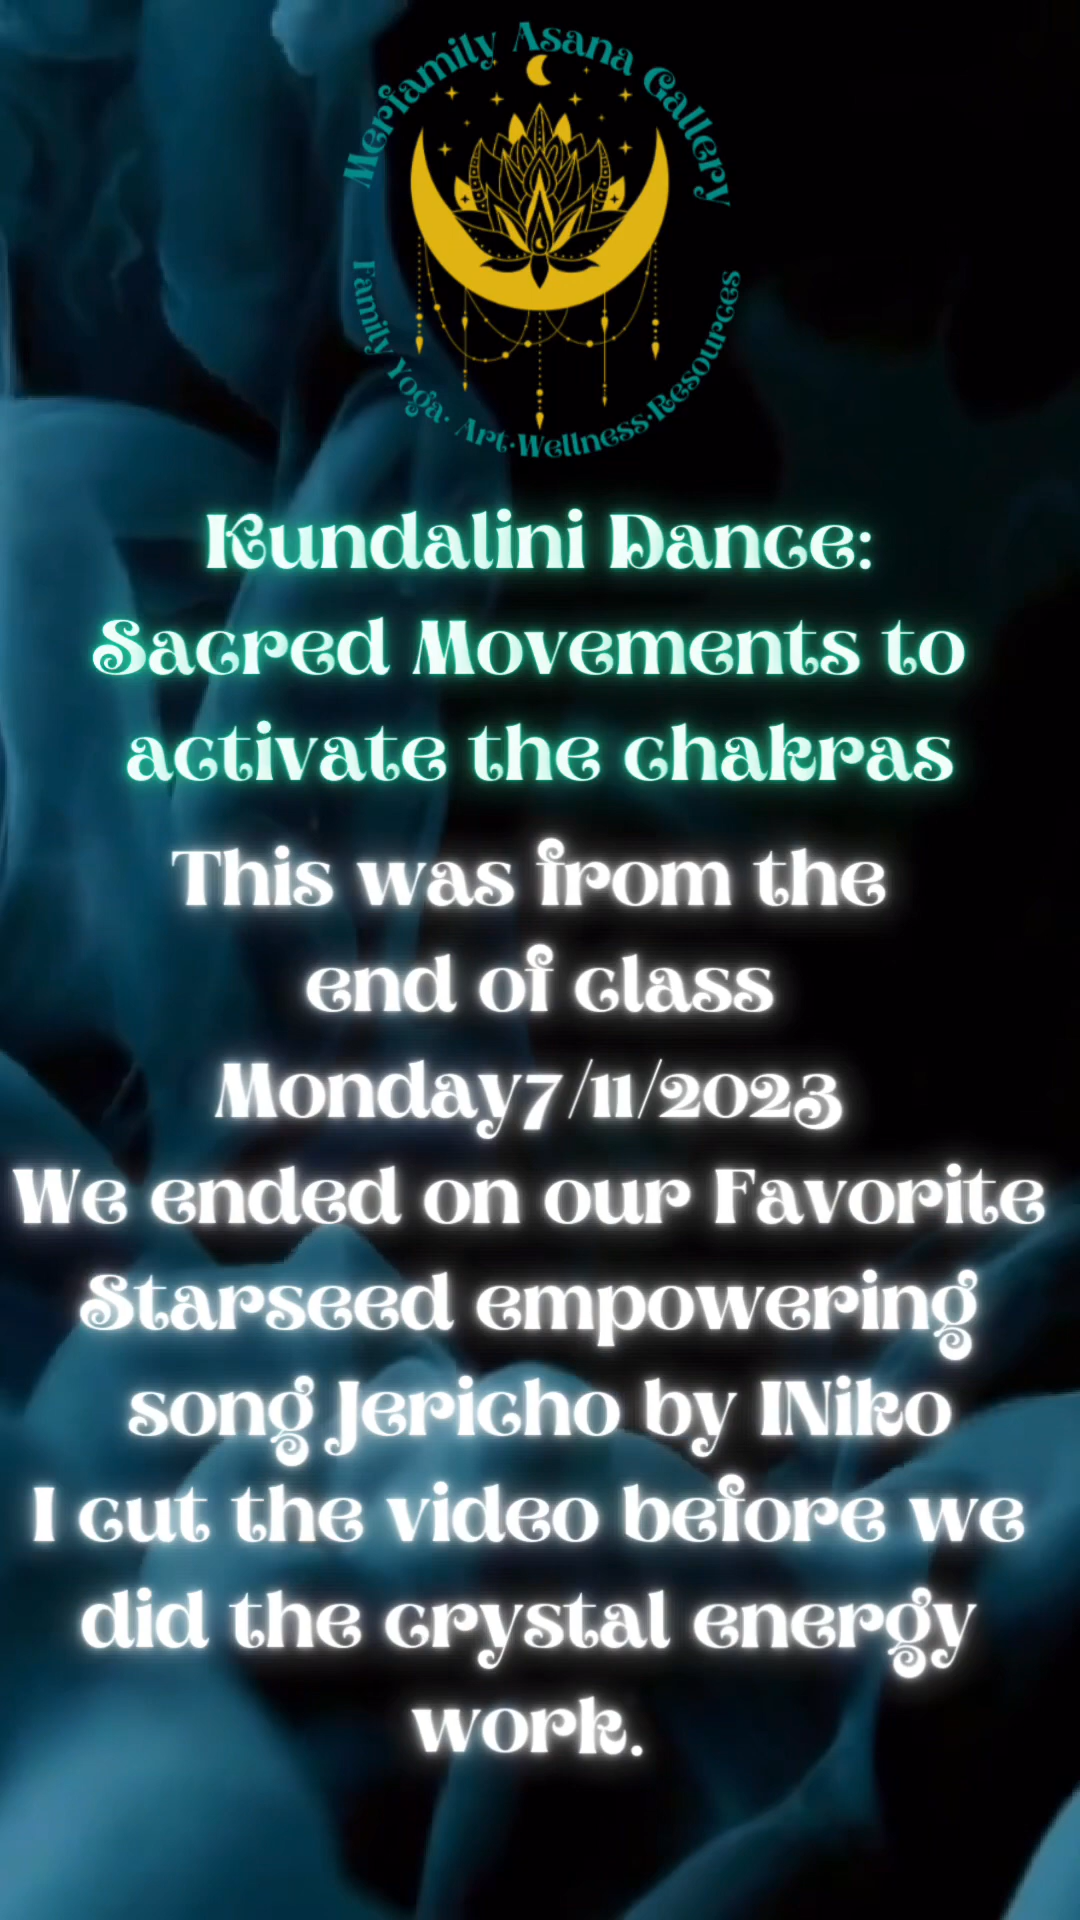 Merfamily Asana Gallery
Family Yoga· Art·Wellness·Resources
Kundalini Dance:
Sacred Movements to
activate the chakras
This was from the
end of class
Monday7/11/2023
We ended on our Favorite
Starseed empowering
song Jericho by INiko
I cut the video before we
did the crystal energy
work.